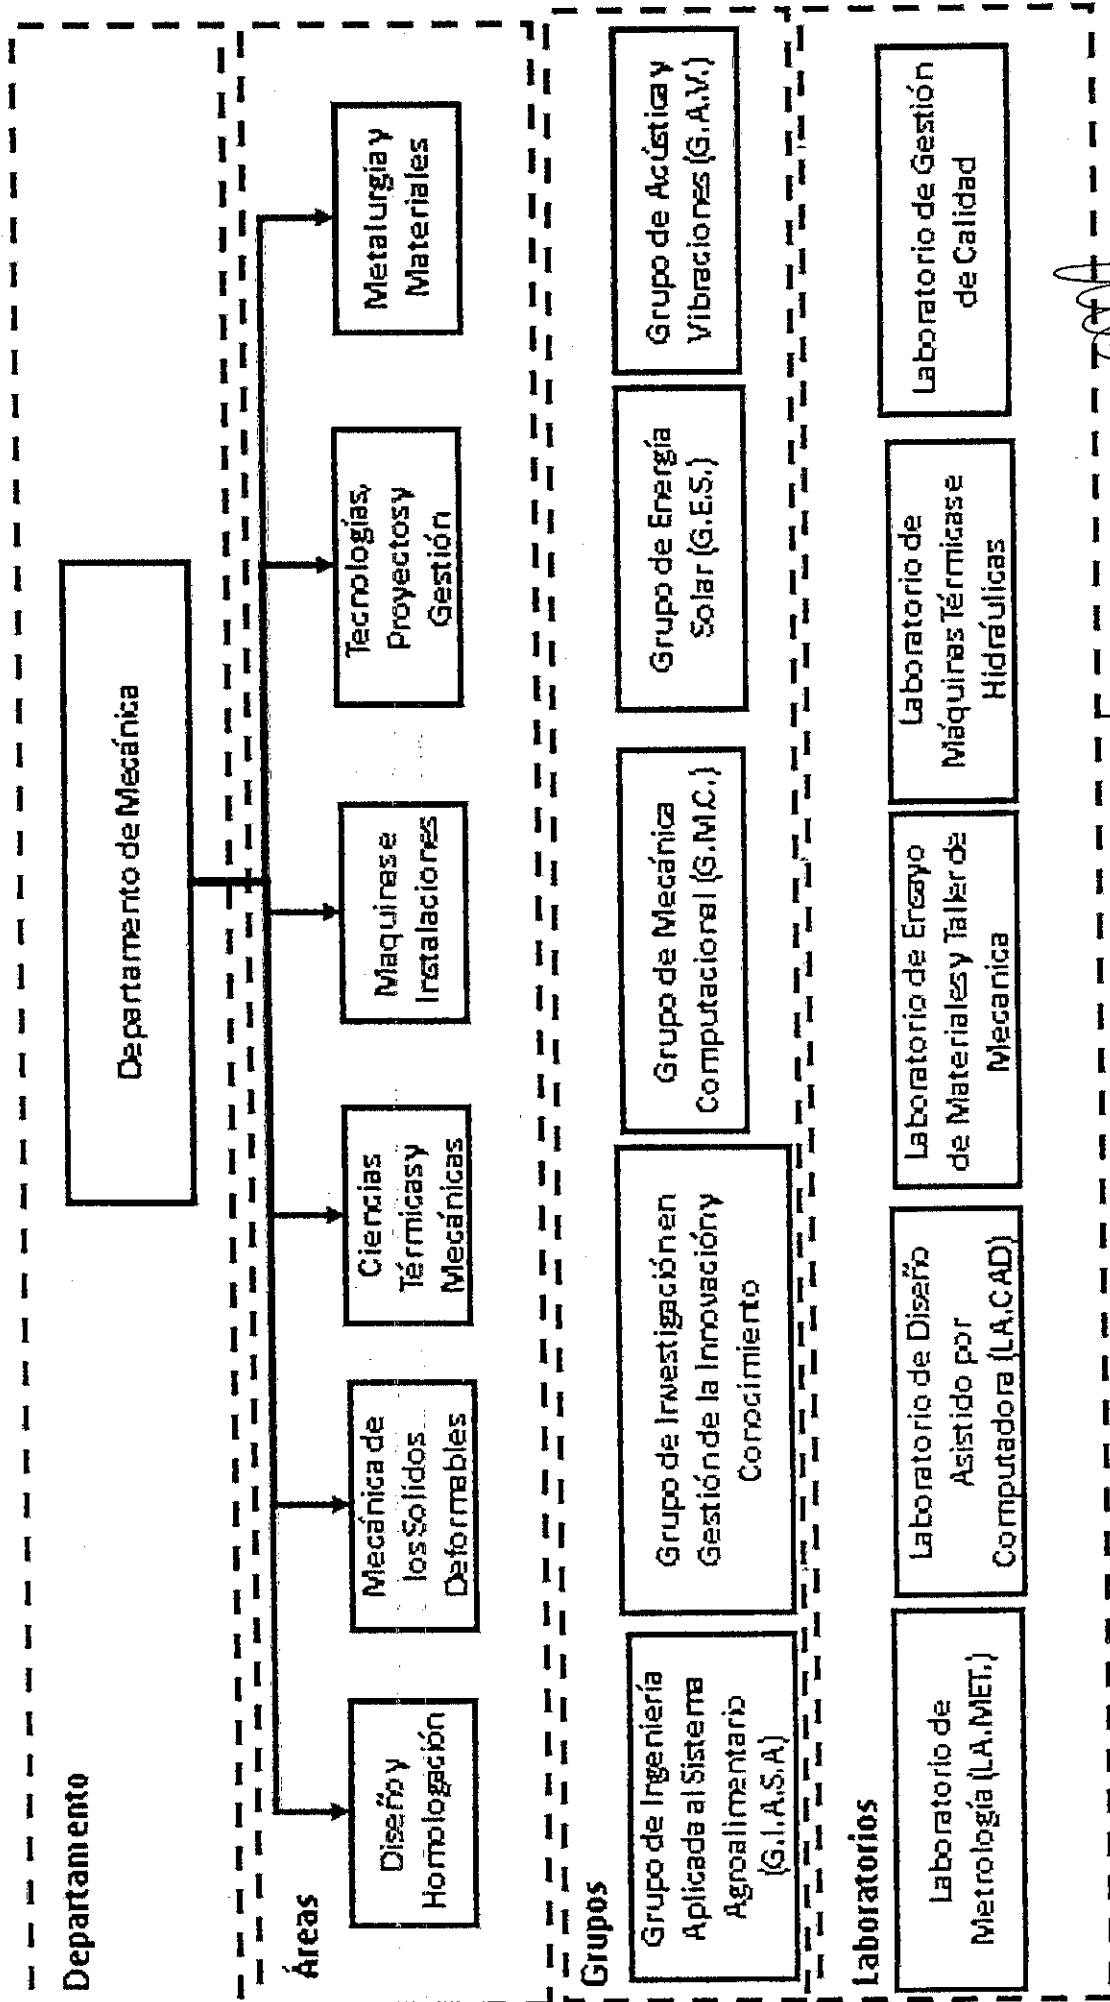 Departamento
Departamento de Mecánica
Áreas
Diseño y
Homologación
Mecánica de
los Solidos
Deformables
Ciencias
Térmicas y
Mecánicas
Maquinas e
Instalaciones
Tecnologías,
Proyectos y
Gestión
Metalurgia y
Materiales
Grupos
Grupo de Ingeniería
Aplicada al Sistema
Agroalimentario
(G.I.A.S.A)
Grupo de Investigación en
Gestión de la Innovación y
Conocimiento
Grupo de Mecánica
Computacional (G.M.C.)
Grupo de Energía
Solar (G.E.S.)
Grupo de Acústica y
Vibraciones (G.A.V.)
Laboratorios
Laboratorio de
Metrología (LA.MET.)
Laboratorio de Diseño
Asistido por
Computadora (LA.CAD)
Laboratorio de Ensayo
de Materiales y Taller de
Mecanica
Laboratorio de
Máquinas Térmicas e
Hidráulicas
Laboratorio de Gestión
de Calidad